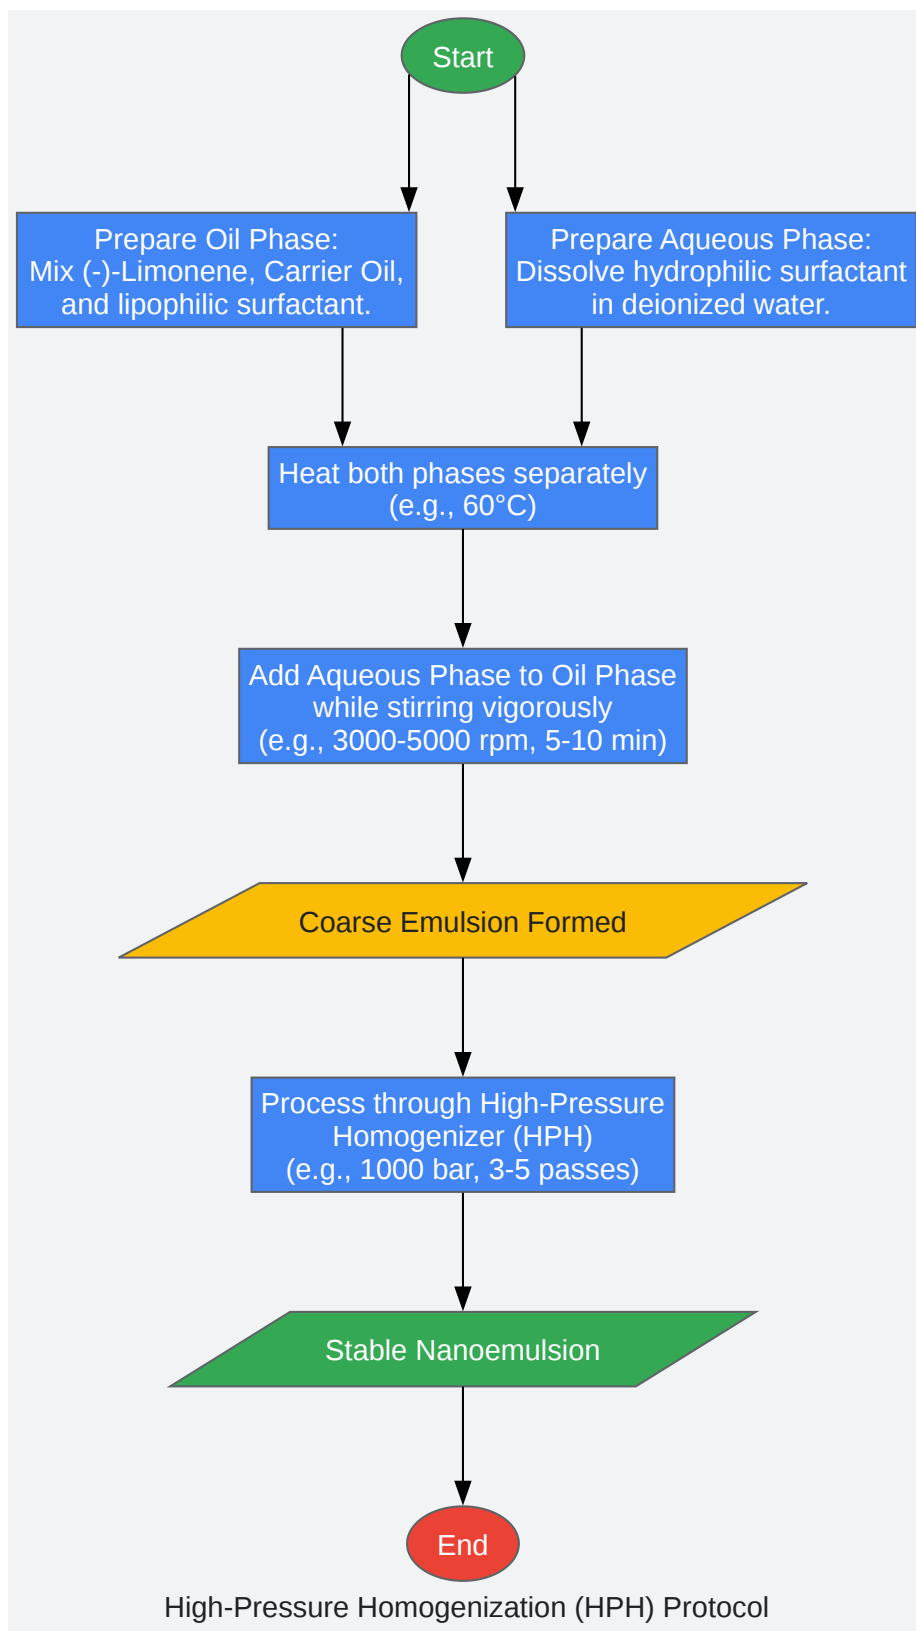 Start
Prepare Oil Phase:
Mix (-)-Limonene, Carrier Oil,
and lipophilic surfactant.
Prepare Aqueous Phase:
Dissolve hydrophilic surfactant
in deionized water.
Heat both phases separately
(e.g., 60°C)
Add Aqueous Phase to Oil Phase
while stirring vigorously
(e.g., 3000-5000 rpm, 5-10 min)
Coarse Emulsion Formed
Process through High-Pressure
Homogenizer (HPH)
(e.g., 1000 bar, 3-5 passes)
Stable Nanoemulsion
End
High-Pressure Homogenization (HPH) Protocol